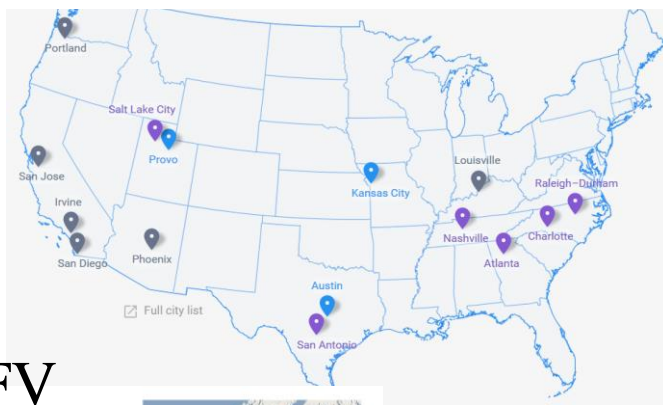 Portland
Salt Lake City
Provo
Louisville
San Jose
Kansas City
Raleigh-Durham
Irvine
Nashville
Charlotte
San Diego
Phoenix
Atlanta
Austin
Full city list
San Antonio
FV